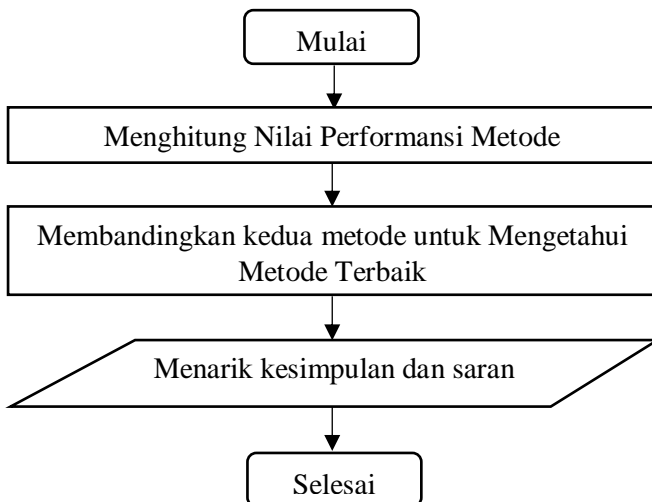 Mulai
Menghitung Nilai Performansi Metode
Membandingkan kedua metode untuk Mengetahui
Metode Terbaik
Menarik kesimpulan dan saran
Selesai